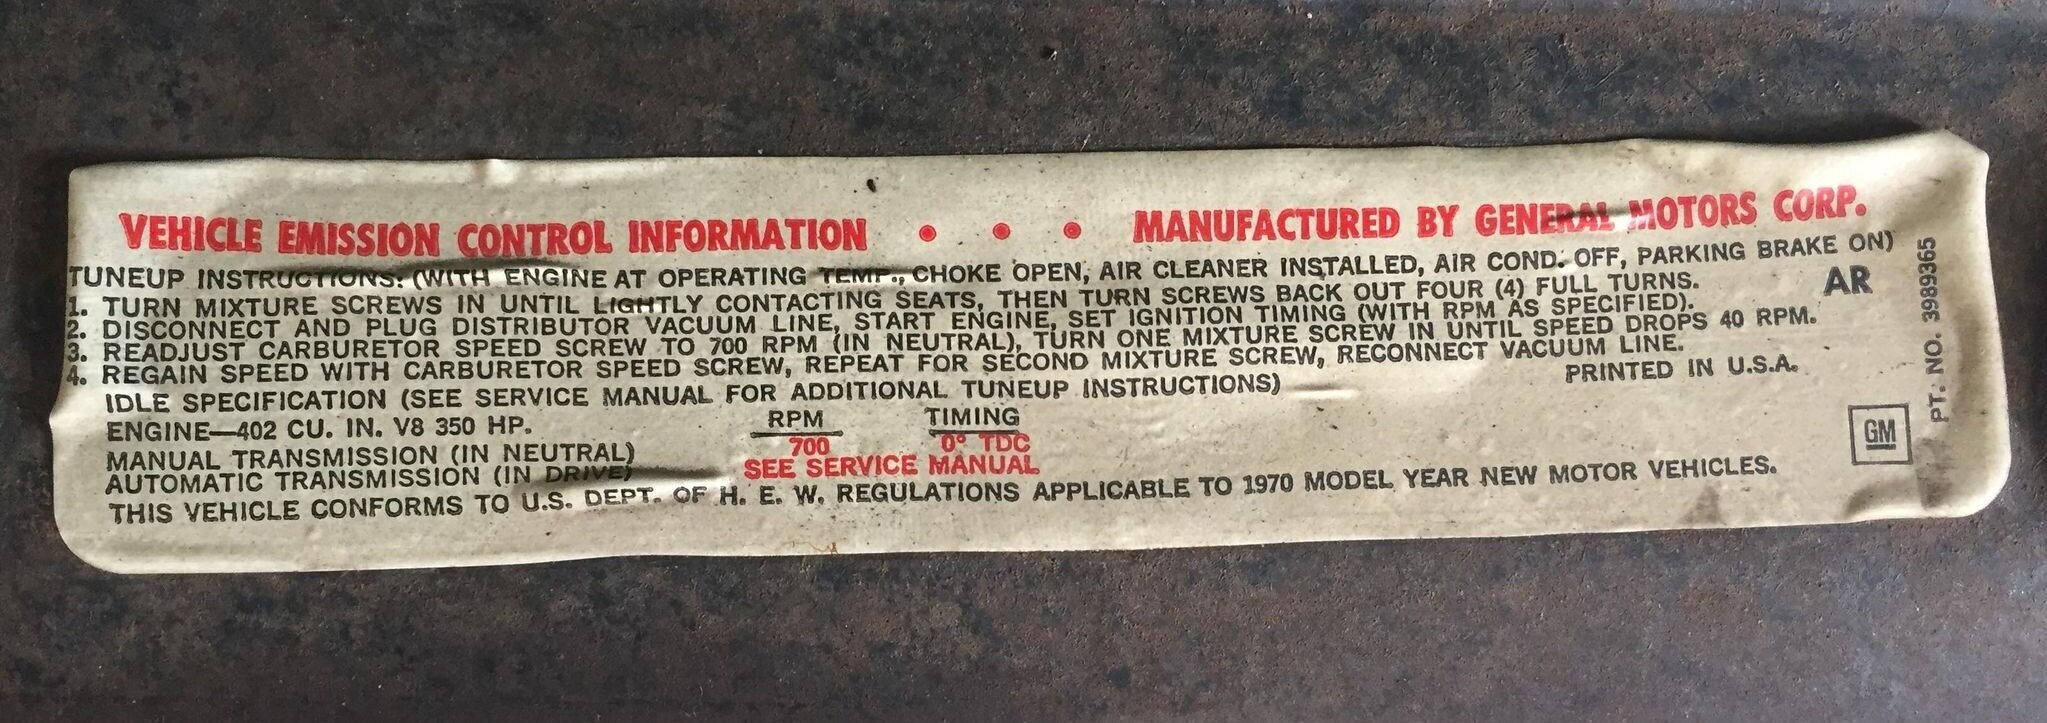 VEHICLE EMISSION CONTROL INFORMATION • • • MANUFACTURED BY GENERAL MOTORS CORP.
TUNEUP INSTRUCTIONS: (WITH ENGINE AT OPERATING TEMP., CHOKE OPEN, AIR CLEANER INSTALLED, AIR COND. OFF, PARKING BRAKE ON)
1. TURN MIXTURE SCREWS IN UNTIL LIGHTLY CONTACTING SEATS, THEN TURN SCREWS BACK OUT FOUR (4) FULL TURNS.
2. DISCONNECT AND PLUG DISTRIBUTOR VACUUM LINE, START ENGINE, SET IGNITION TIMING (WITH RPM AS SPECIFIED).
3. READJUST CARBURETOR SPEED SCREW TO 700 RPM (IN NEUTRAL), TURN ONE MIXTURE SCREW IN UNTIL SPEED DROPS 40 RPM.
4. REGAIN SPEED WITH CARBURETOR SPEED SCREW, REPEAT FOR SECOND MIXTURE SCREW, RECONNECT VACUUM LINE.
IDLE SPECIFICATION (SEE SERVICE MANUAL FOR ADDITIONAL TUNEUP INSTRUCTIONS) PRINTED IN U.S.A.
ENGINE—402 CU. IN. V8 350 HP. RPM TIMING
MANUAL TRANSMISSION (IN NEUTRAL) 700 0° TDC
AUTOMATIC TRANSMISSION (IN DRIVE) SEE SERVICE MANUAL
THIS VEHICLE CONFORMS TO U.S. DEPT. OF H. E. W. REGULATIONS APPLICABLE TO 1970 MODEL YEAR NEW MOTOR VEHICLES.
AR
GM
PT. NO. 3989365